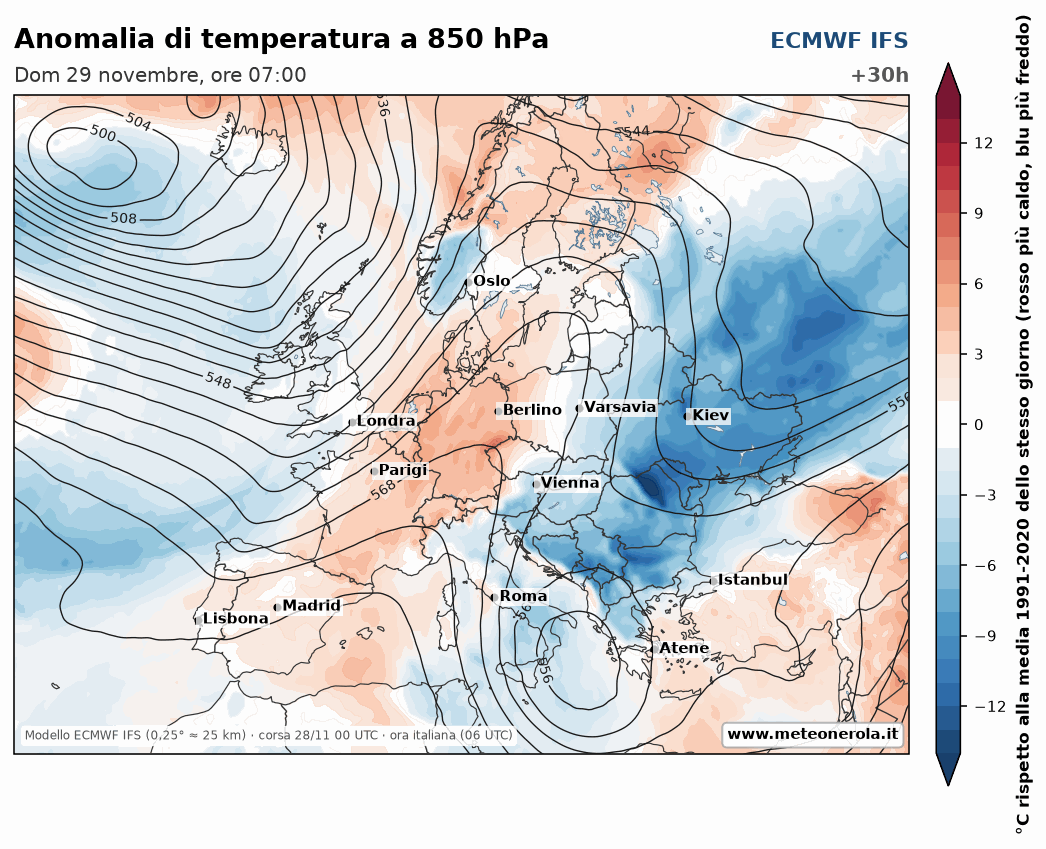 Anomalia di temperatura a 850 hPa
ECMWF IFS
Dom 29 novembre, ore 07:00
+30h
536
504
500
544
508
Oslo
548
556
Berlino
Varsavia
Kiev
Londra
Parigi
568
Vienna
Istanbul
Roma
Madrid
Lisbona
Atene
556
Modello ECMWF IFS (0,25° ≈ 25 km) · corsa 28/11 00 UTC · ora italiana (06 UTC)
www.meteonerola.it
12
9
6
3
0
−3
−6
−9
−12
°C rispetto alla media 1991-2020 dello stesso giorno (rosso più caldo, blu più freddo)